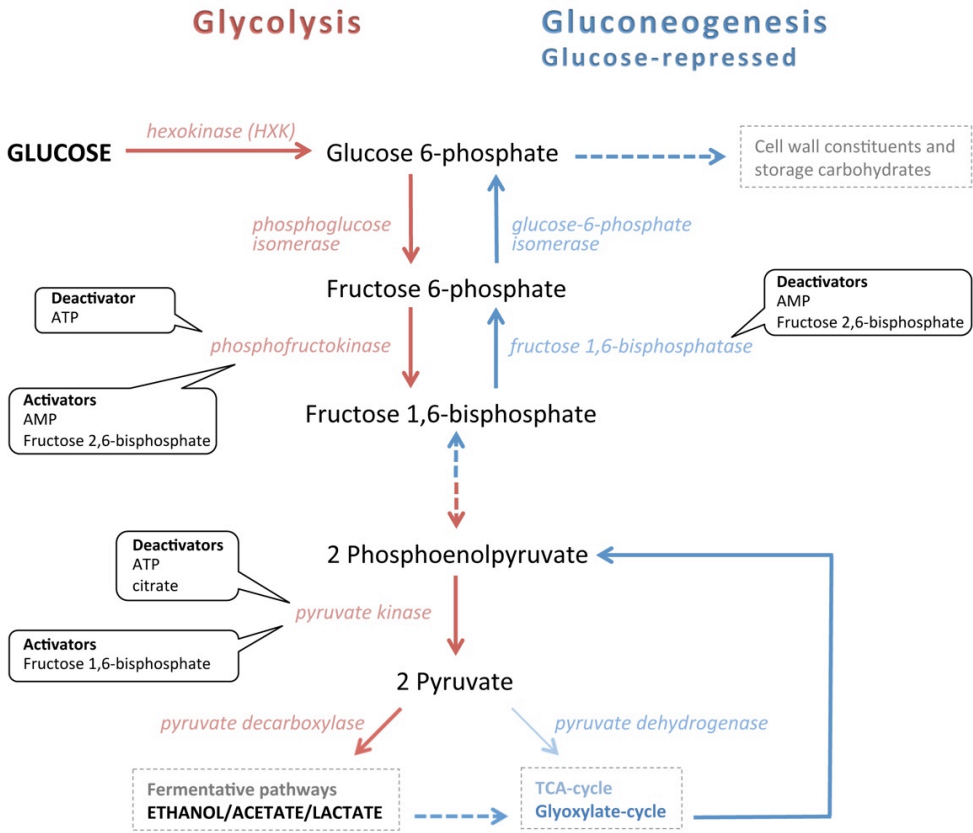 Glycolysis
Gluconeogenesis
Glucose-repressed
hexokinase (HXK)
GLUCOSE
Glucose 6-phosphate
Cell wall constituents and
storage carbohydrates
phosphoglucose
isomerase
glucose-6-phosphate
isomerase
Fructose 6-phosphate
Deactivator
ATP
Deactivators
AMP
Fructose 2,6-bisphosphate
phosphofructokinase
fructose 1,6-bisphosphatase
Activators
AMP
Fructose 2,6-bisphosphate
Fructose 1,6-bisphosphate
2 Phosphoenolpyruvate
Deactivators
ATP
citrate
pyruvate kinase
Activators
Fructose 1,6-bisphosphate
2 Pyruvate
pyruvate decarboxylase
pyruvate dehydrogenase
Fermentative pathways
ETHANOL/ACETATE/LACTATE
TCA-cycle
Glyoxylate-cycle